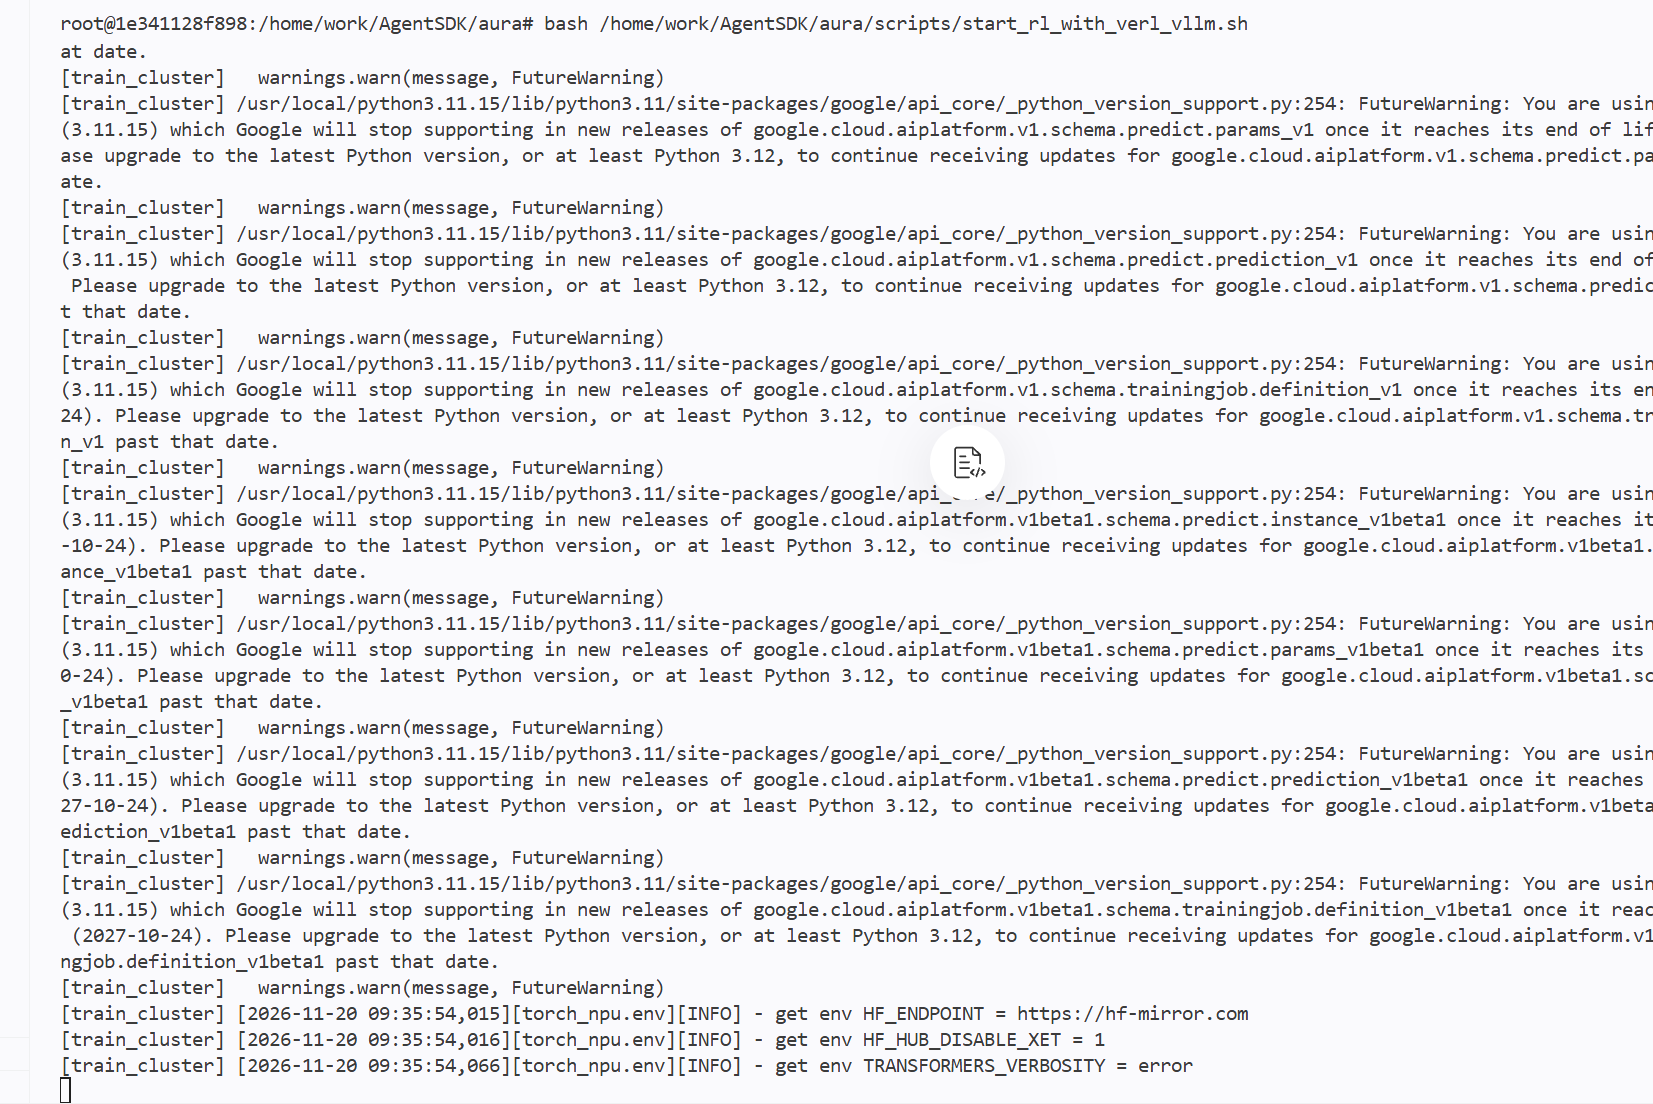 root@1e341128f898:/home/work/AgentSDK/aura# bash /home/work/AgentSDK/aura/scripts/start_rl_with_verl_vllm.sh
at date.
[train_cluster]   warnings.warn(message, FutureWarning)
[train_cluster] /usr/local/python3.11.15/lib/python3.11/site-packages/google/api_core/_python_version_support.py:254: FutureWarning: You are usin
(3.11.15) which Google will stop supporting in new releases of google.cloud.aiplatform.v1.schema.predict.params_v1 once it reaches its end of lif
ase upgrade to the latest Python version, or at least Python 3.12, to continue receiving updates for google.cloud.aiplatform.v1.schema.predict.pa
ate.
[train_cluster]   warnings.warn(message, FutureWarning)
[train_cluster] /usr/local/python3.11.15/lib/python3.11/site-packages/google/api_core/_python_version_support.py:254: FutureWarning: You are usin
(3.11.15) which Google will stop supporting in new releases of google.cloud.aiplatform.v1.schema.predict.prediction_v1 once it reaches its end of
 Please upgrade to the latest Python version, or at least Python 3.12, to continue receiving updates for google.cloud.aiplatform.v1.schema.predic
t that date.
[train_cluster]   warnings.warn(message, FutureWarning)
[train_cluster] /usr/local/python3.11.15/lib/python3.11/site-packages/google/api_core/_python_version_support.py:254: FutureWarning: You are usin
(3.11.15) which Google will stop supporting in new releases of google.cloud.aiplatform.v1.schema.trainingjob.definition_v1 once it reaches its en
24). Please upgrade to the latest Python version, or at least Python 3.12, to continue receiving updates for google.cloud.aiplatform.v1.schema.tr
n_v1 past that date.
[train_cluster]   warnings.warn(message, FutureWarning)
[train_cluster] /usr/local/python3.11.15/lib/python3.11/site-packages/google/api_core/_python_version_support.py:254: FutureWarning: You are usin
(3.11.15) which Google will stop supporting in new releases of google.cloud.aiplatform.v1beta1.schema.predict.instance_v1beta1 once it reaches it
-10-24). Please upgrade to the latest Python version, or at least Python 3.12, to continue receiving updates for google.cloud.aiplatform.v1beta1.
ance_v1beta1 past that date.
[train_cluster]   warnings.warn(message, FutureWarning)
[train_cluster] /usr/local/python3.11.15/lib/python3.11/site-packages/google/api_core/_python_version_support.py:254: FutureWarning: You are usin
(3.11.15) which Google will stop supporting in new releases of google.cloud.aiplatform.v1beta1.schema.predict.params_v1beta1 once it reaches its
0-24). Please upgrade to the latest Python version, or at least Python 3.12, to continue receiving updates for google.cloud.aiplatform.v1beta1.sc
_v1beta1 past that date.
[train_cluster]   warnings.warn(message, FutureWarning)
[train_cluster] /usr/local/python3.11.15/lib/python3.11/site-packages/google/api_core/_python_version_support.py:254: FutureWarning: You are usin
(3.11.15) which Google will stop supporting in new releases of google.cloud.aiplatform.v1beta1.schema.predict.prediction_v1beta1 once it reaches
27-10-24). Please upgrade to the latest Python version, or at least Python 3.12, to continue receiving updates for google.cloud.aiplatform.v1beta
ediction_v1beta1 past that date.
[train_cluster]   warnings.warn(message, FutureWarning)
[train_cluster] /usr/local/python3.11.15/lib/python3.11/site-packages/google/api_core/_python_version_support.py:254: FutureWarning: You are usin
(3.11.15) which Google will stop supporting in new releases of google.cloud.aiplatform.v1beta1.schema.trainingjob.definition_v1beta1 once it reac
 (2027-10-24). Please upgrade to the latest Python version, or at least Python 3.12, to continue receiving updates for google.cloud.aiplatform.v1
ngjob.definition_v1beta1 past that date.
[train_cluster]   warnings.warn(message, FutureWarning)
[train_cluster] [2026-11-20 09:35:54,015][torch_npu.env][INFO] - get env HF_ENDPOINT = https://hf-mirror.com
[train_cluster] [2026-11-20 09:35:54,016][torch_npu.env][INFO] - get env HF_HUB_DISABLE_XET = 1
[train_cluster] [2026-11-20 09:35:54,066][torch_npu.env][INFO] - get env TRANSFORMERS_VERBOSITY = error